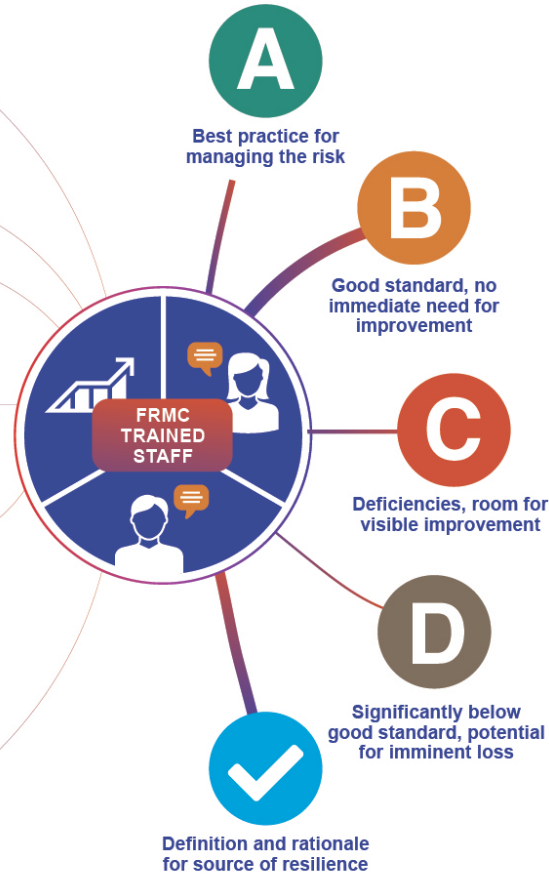 A
Best practice for
managing the risk
B
Good standard, no
immediate need for
improvement
FRMC
TRAINED
STAFF
C
Deficiencies, room for
visible improvement
D
Significantly below
good standard, potential
for imminent loss
Definition and rationale
for source of resilience